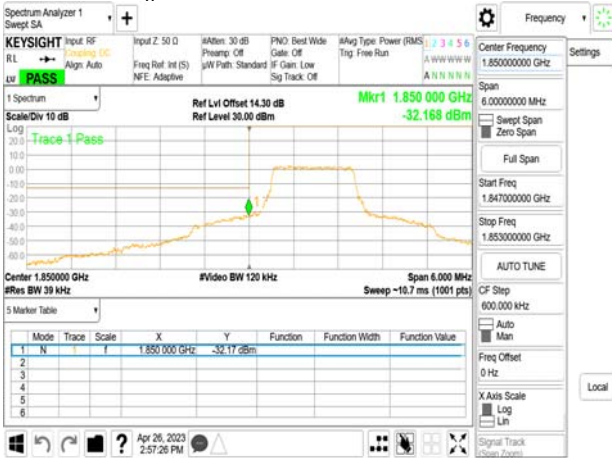 Spectrum Analyzer 1
Swept SA
+
Frequency
KEYSIGHT
RL
PASS
Input: RF
Coupling: DC
Align: Auto
Input Z: 50 Ω
Freq Ref: Int (S)
NFE: Adaptive
#Atten: 30 dB
Preamp: Off
µW Path: Standard
PNO: Best Wide
Gate: Off
IF Gain: Low
Sig Track: Off
#Avg Type: Power (RMS)
Trig: Free Run
1 2 3 4 5 6
A W W W W W
A N N N N N
1 Spectrum
Scale/Div 10 dB
Ref Lvl Offset 14.30 dB
Ref Level 30.00 dBm
Mkr1 1.850 000 GHz
-32.168 dBm
Log
Trace 1 Pass
20.0
10.0
0.00
-10.0
-20.0
-30.0
-40.0
-50.0
-60.0
1
Center 1.850000 GHz
#Res BW 39 kHz
#Video BW 120 kHz
Span 6.000 MHz
Sweep ~10.7 ms (1001 pts)
5 Marker Table
Mode Trace Scale X Y Function Function Width Function Value
1 N 1 f 1.850 000 GHz -32.17 dBm
2
3
4
5
6
Apr 26, 2023
2:57:26 PM
Center Frequency
1.850000000 GHz
Span
6.00000000 MHz
Swept Span
Zero Span
Full Span
Start Freq
1.847000000 GHz
Stop Freq
1.853000000 GHz
AUTO TUNE
CF Step
600.000 kHz
Auto
Man
Freq Offset
0 Hz
X Axis Scale
Log
Lin
Signal Track
(Span Zoom)
Settings
Local